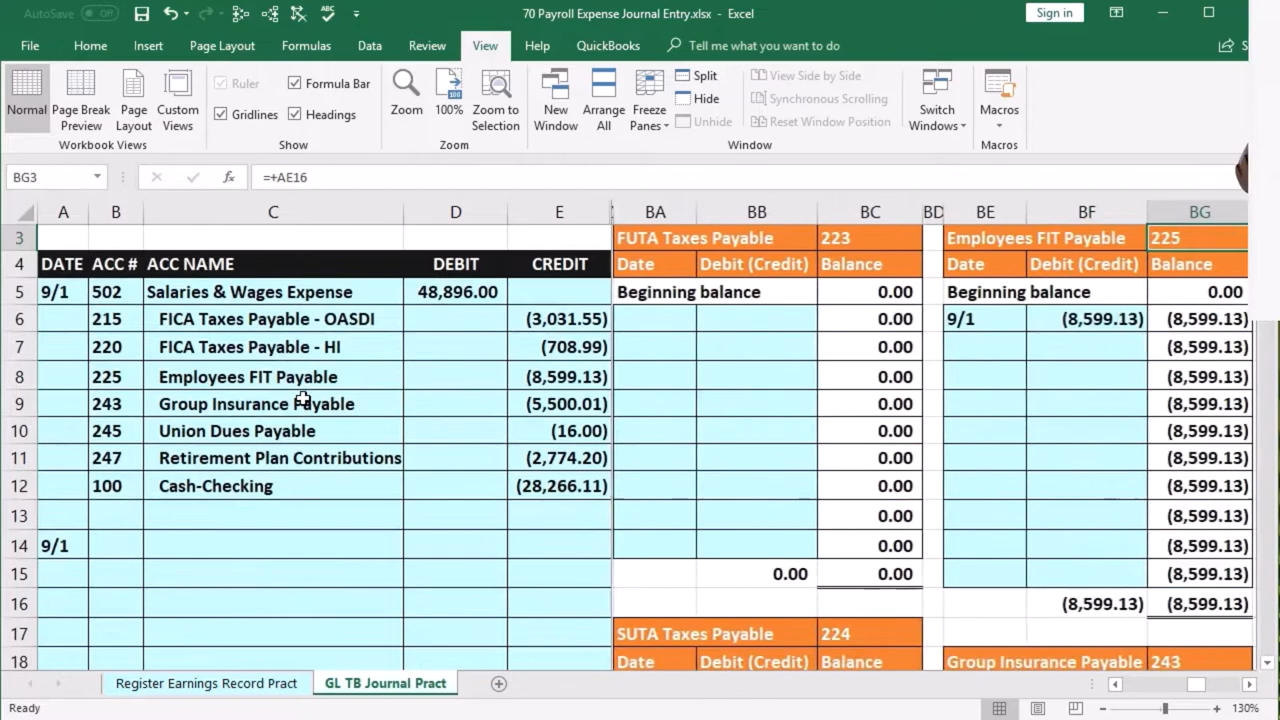 AutoSave Off 70 Payroll Expense Journal Entry.xlsx - Excel Sign in
File Home Insert Page Layout Formulas Data Review View Help QuickBooks Tell me what you want to do S
Normal Page Break Preview Page Layout Custom Views
Workbook Views
Ruler Formula Bar
Gridlines Headings
Show
Zoom 100% Zoom to Selection
Zoom
New Window Arrange All Freeze Panes
Split
Hide
Unhide
View Side by Side
Synchronous Scrolling
Reset Window Position
Window
Switch Windows
Macros
Macros
BG3 fx =+AE16
A B C D E BA BB BC BD BE BF BG
3 FUTA Taxes Payable 223 Employees FIT Payable 225
4 DATE ACC # ACC NAME DEBIT CREDIT Date Debit (Credit) Balance Date Debit (Credit) Balance
5 9/1 502 Salaries & Wages Expense 48,896.00 Beginning balance 0.00 Beginning balance 0.00
6 215 FICA Taxes Payable - OASDI (3,031.55) 0.00 9/1 (8,599.13) (8,599.13)
7 220 FICA Taxes Payable - HI (708.99) 0.00 (8,599.13)
8 225 Employees FIT Payable (8,599.13) 0.00 (8,599.13)
9 243 Group Insurance Payable (5,500.01) 0.00 (8,599.13)
10 245 Union Dues Payable (16.00) 0.00 (8,599.13)
11 247 Retirement Plan Contributions (2,774.20) 0.00 (8,599.13)
12 100 Cash-Checking (28,266.11) 0.00 (8,599.13)
13 0.00 (8,599.13)
14 9/1 0.00 (8,599.13)
15 0.00 0.00 (8,599.13)
16 (8,599.13) (8,599.13)
17 SUTA Taxes Payable 224
18 Date Debit (Credit) Balance Group Insurance Payable 243
Register Earnings Record Pract GL TB Journal Pract
Ready 130%